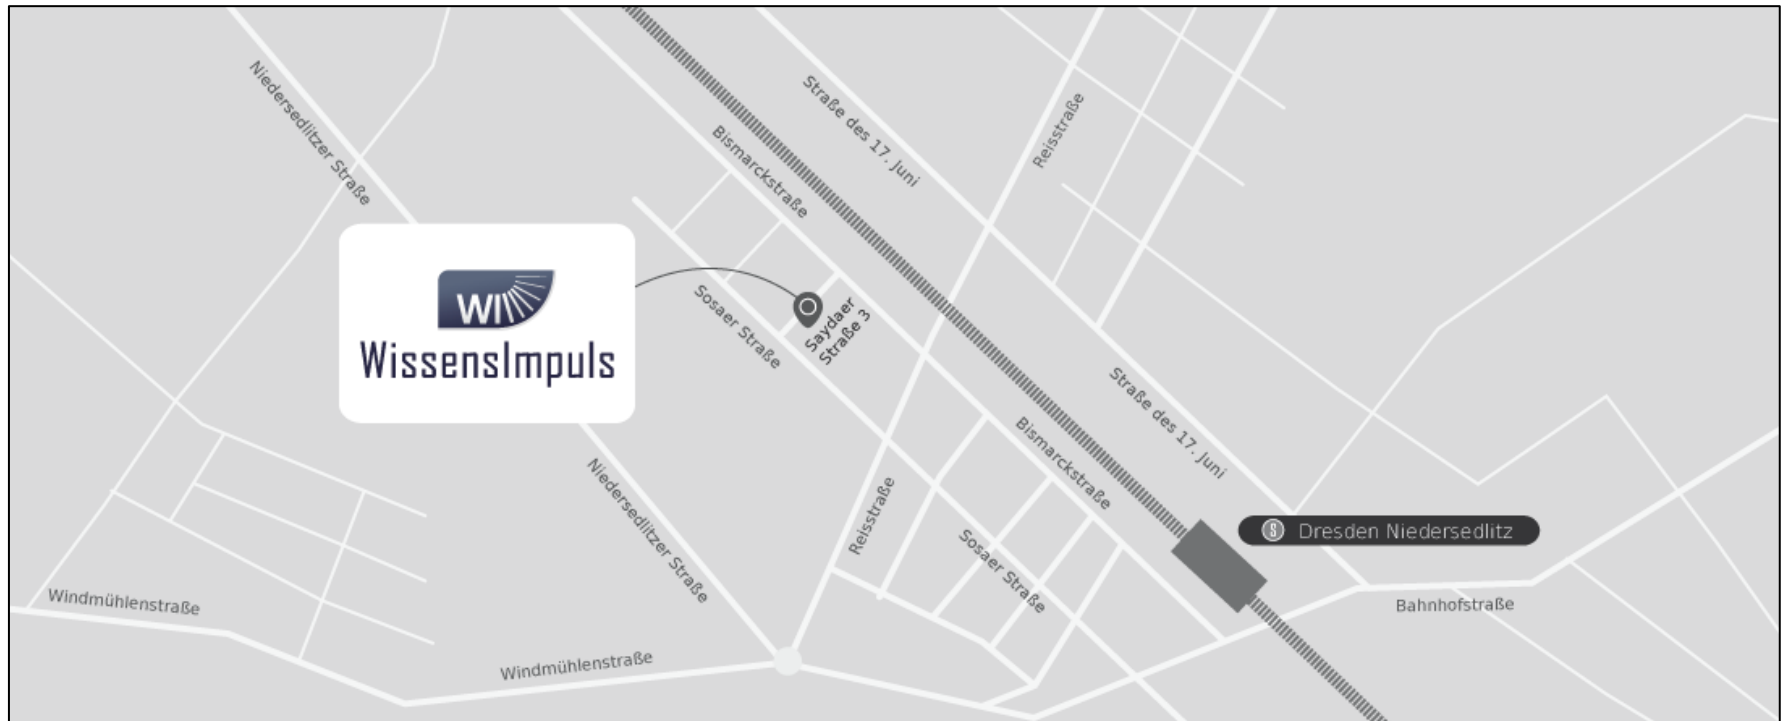 Niedersedlitzer Straße
Straße des 17. Juni
Bismarckstraße
Reisstraße
WI
WissensImpuls
Sosaer Straße
Saydaer
Straße 3
Straße des 17. Juni
Bismarckstraße
Niedersedlitzer Straße
Reisstraße
Sosaer Straße
S Dresden Niedersedlitz
Windmühlenstraße
Bahnhofstraße
Windmühlenstraße